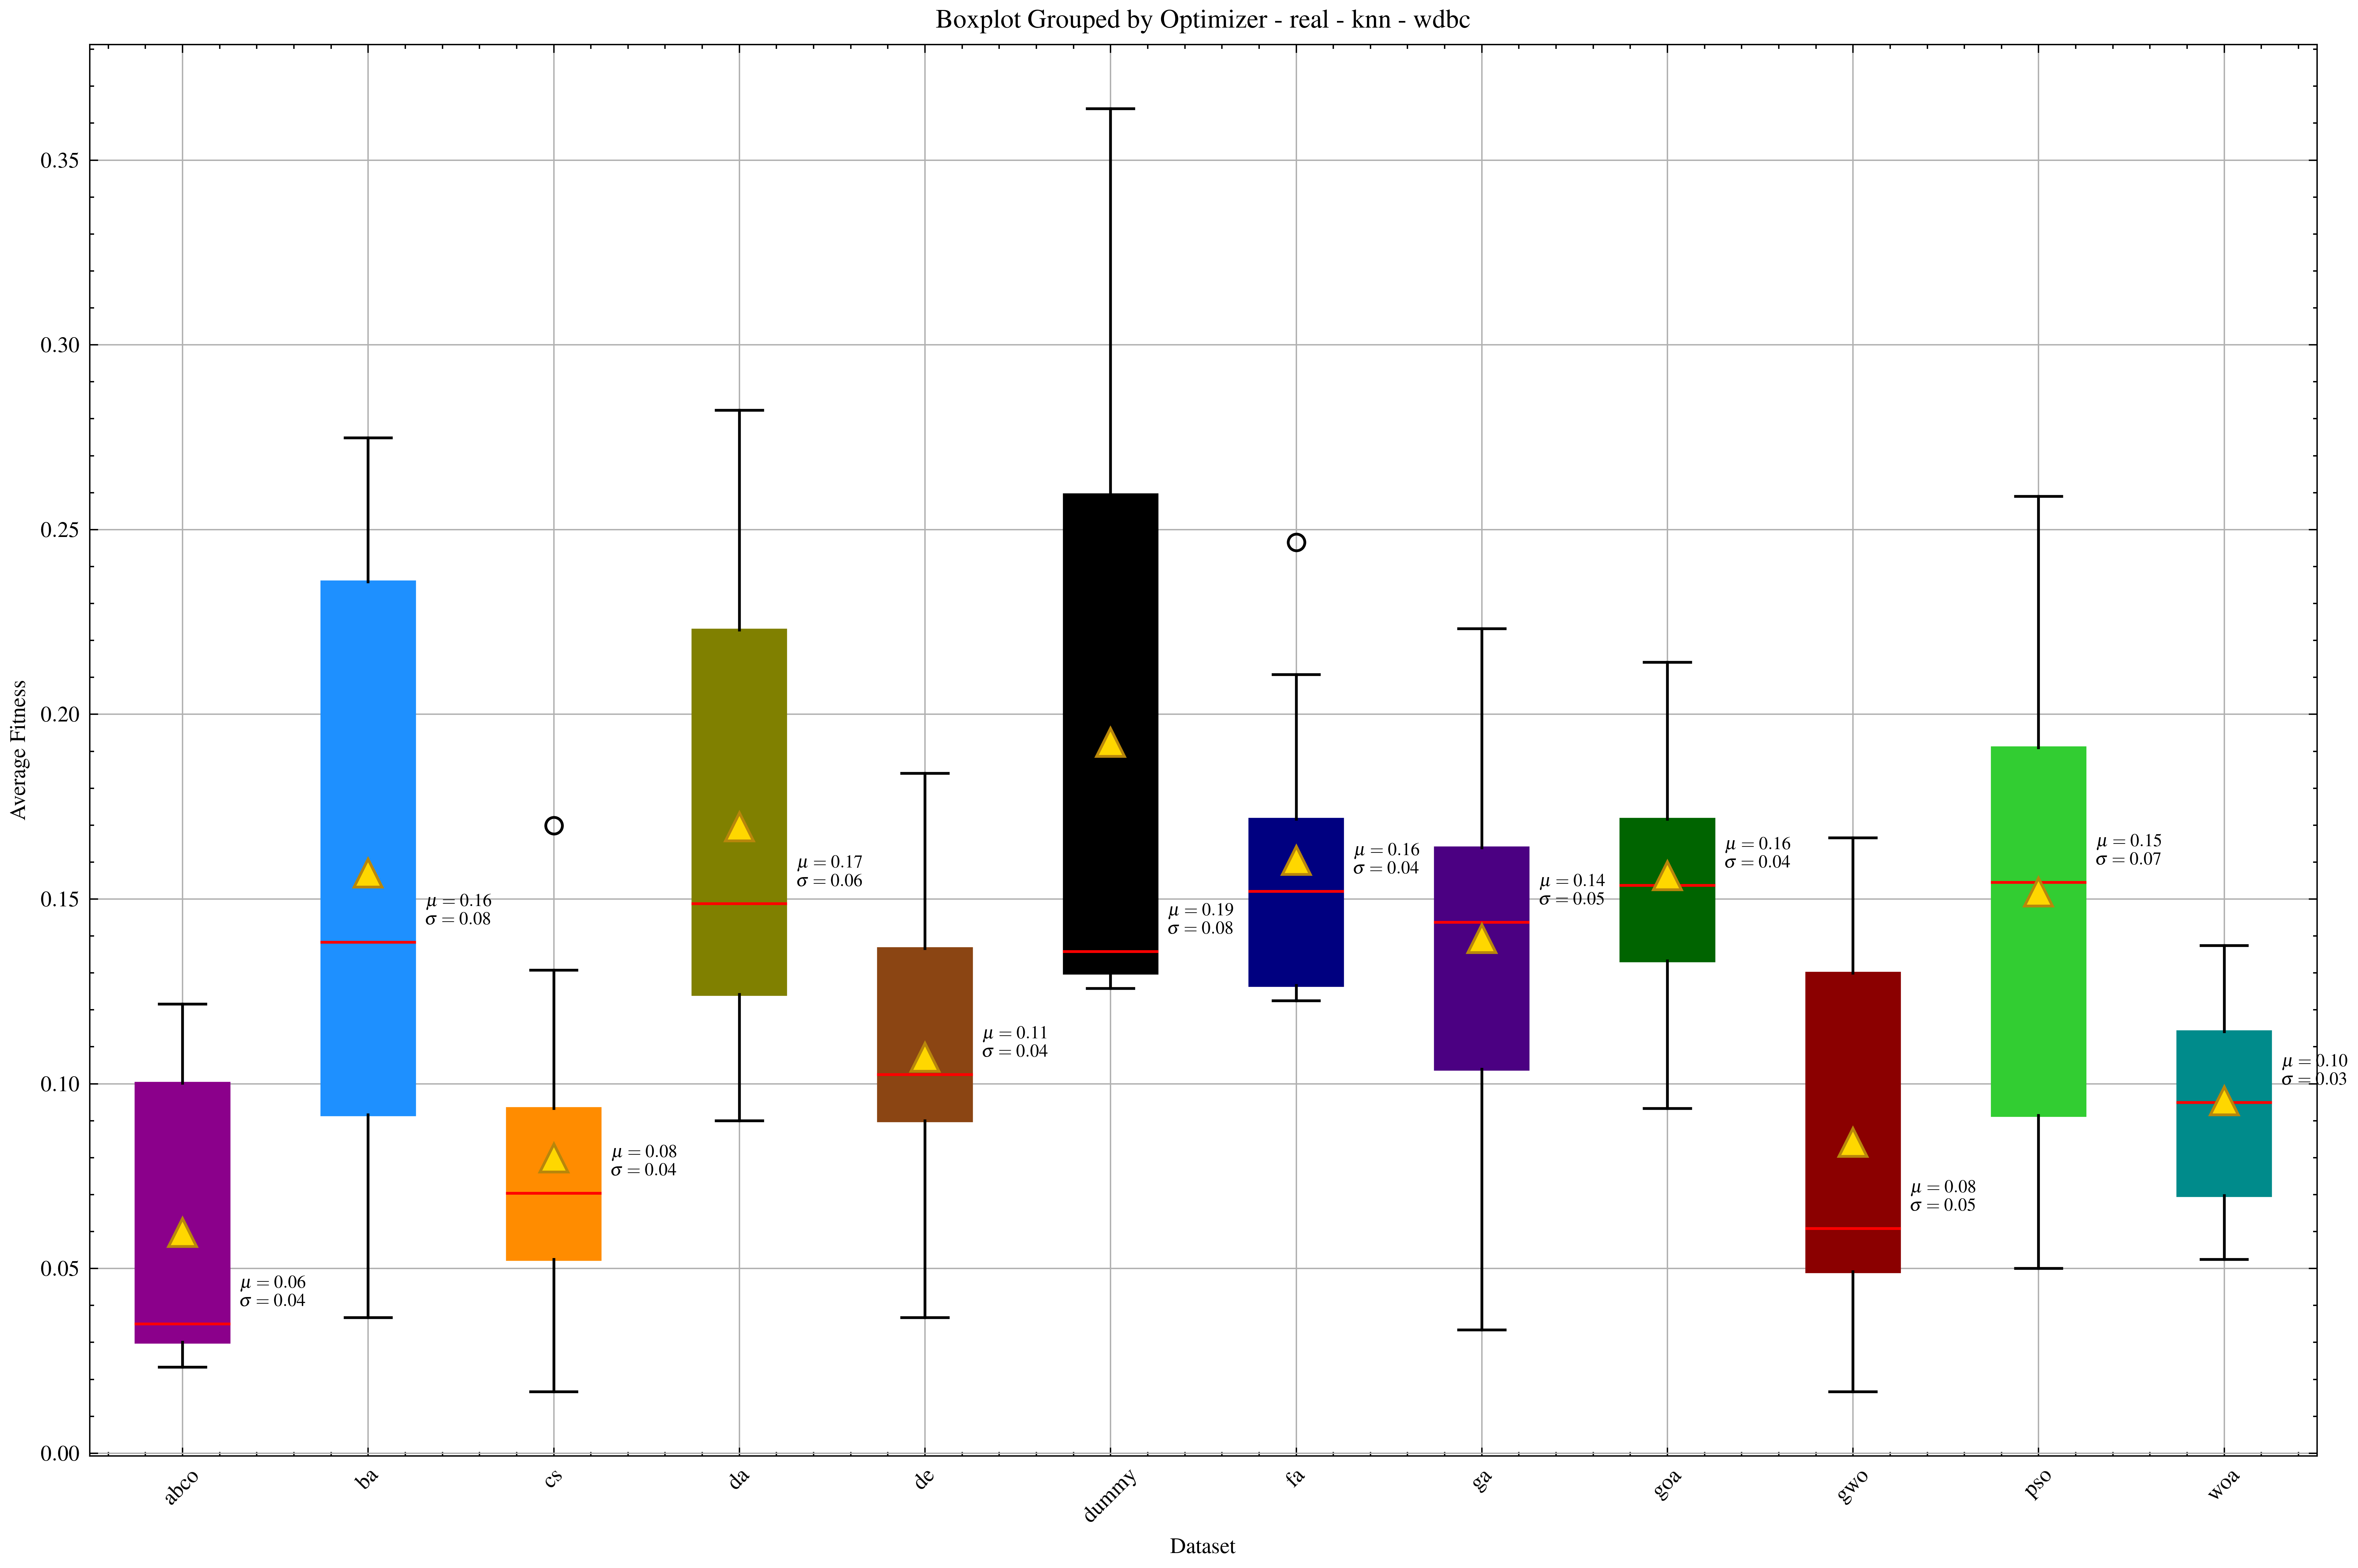 Boxplot Grouped by Optimizer - real - knn - wdbc
Average Fitness
0.35
0.30
0.25
0.20
0.15
0.10
0.05
0.00
μ = 0.06
σ = 0.04
μ = 0.16
σ = 0.08
μ = 0.08
σ = 0.04
μ = 0.17
σ = 0.06
μ = 0.11
σ = 0.04
μ = 0.19
σ = 0.08
μ = 0.16
σ = 0.04
μ = 0.14
σ = 0.05
μ = 0.16
σ = 0.04
μ = 0.08
σ = 0.05
μ = 0.15
σ = 0.07
μ = 0.10
σ = 0.03
abco
ba
cs
da
de
dummy
fa
ga
goa
gwo
pso
woa
Dataset